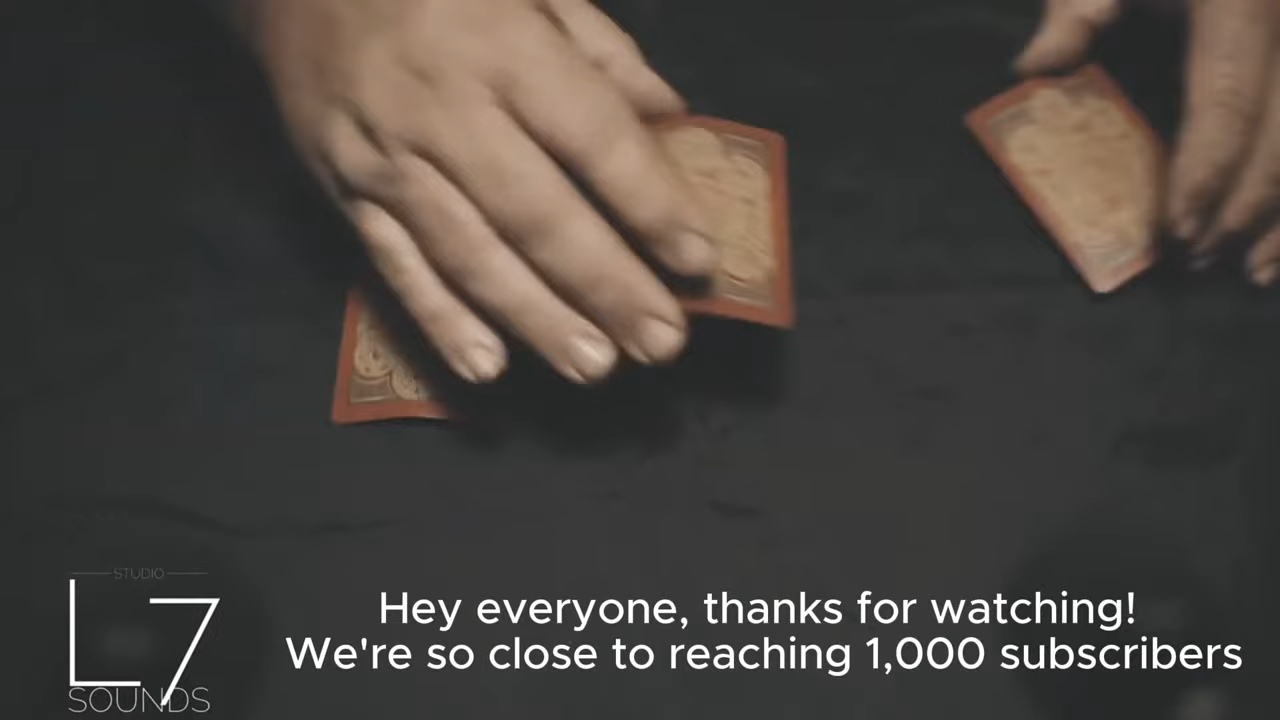 STUDIO
L7
SOUNDS
Hey everyone, thanks for watching!
We're so close to reaching 1,000 subscribers